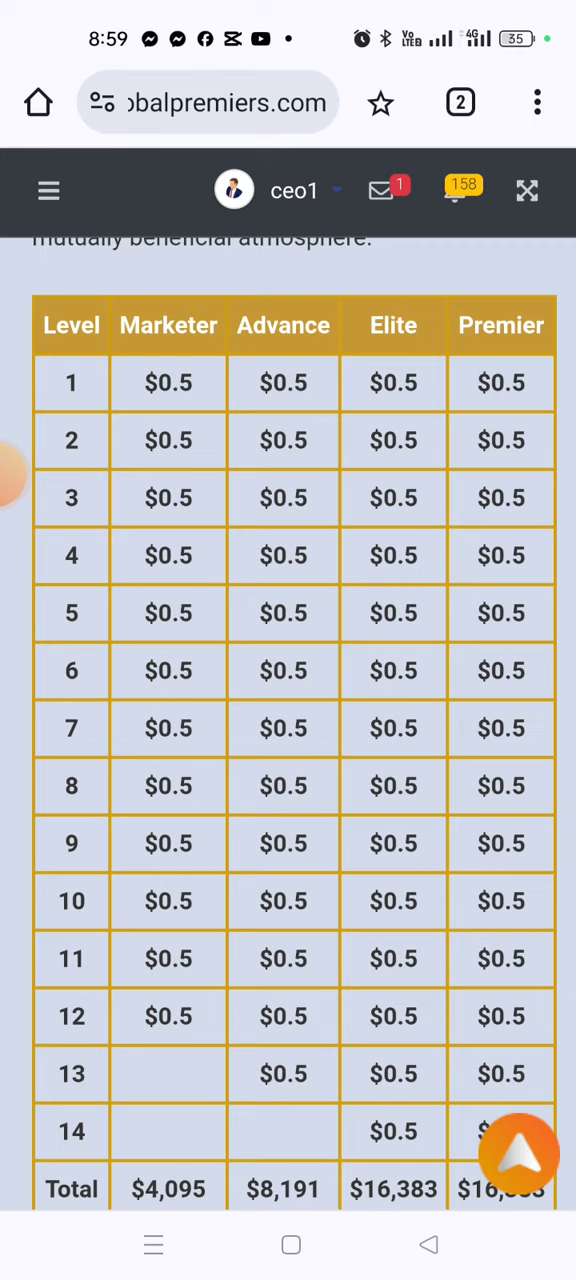 8:59 Vo LTE2 4G 35
obalpremiers.com 2
ceo1 1 158
mutually beneficial atmosphere.
Level Marketer Advance Elite Premier
1 $0.5 $0.5 $0.5 $0.5
2 $0.5 $0.5 $0.5 $0.5
3 $0.5 $0.5 $0.5 $0.5
4 $0.5 $0.5 $0.5 $0.5
5 $0.5 $0.5 $0.5 $0.5
6 $0.5 $0.5 $0.5 $0.5
7 $0.5 $0.5 $0.5 $0.5
8 $0.5 $0.5 $0.5 $0.5
9 $0.5 $0.5 $0.5 $0.5
10 $0.5 $0.5 $0.5 $0.5
11 $0.5 $0.5 $0.5 $0.5
12 $0.5 $0.5 $0.5 $0.5
13 $0.5 $0.5 $0.5
14 $0.5
Total $4,095 $8,191 $16,383